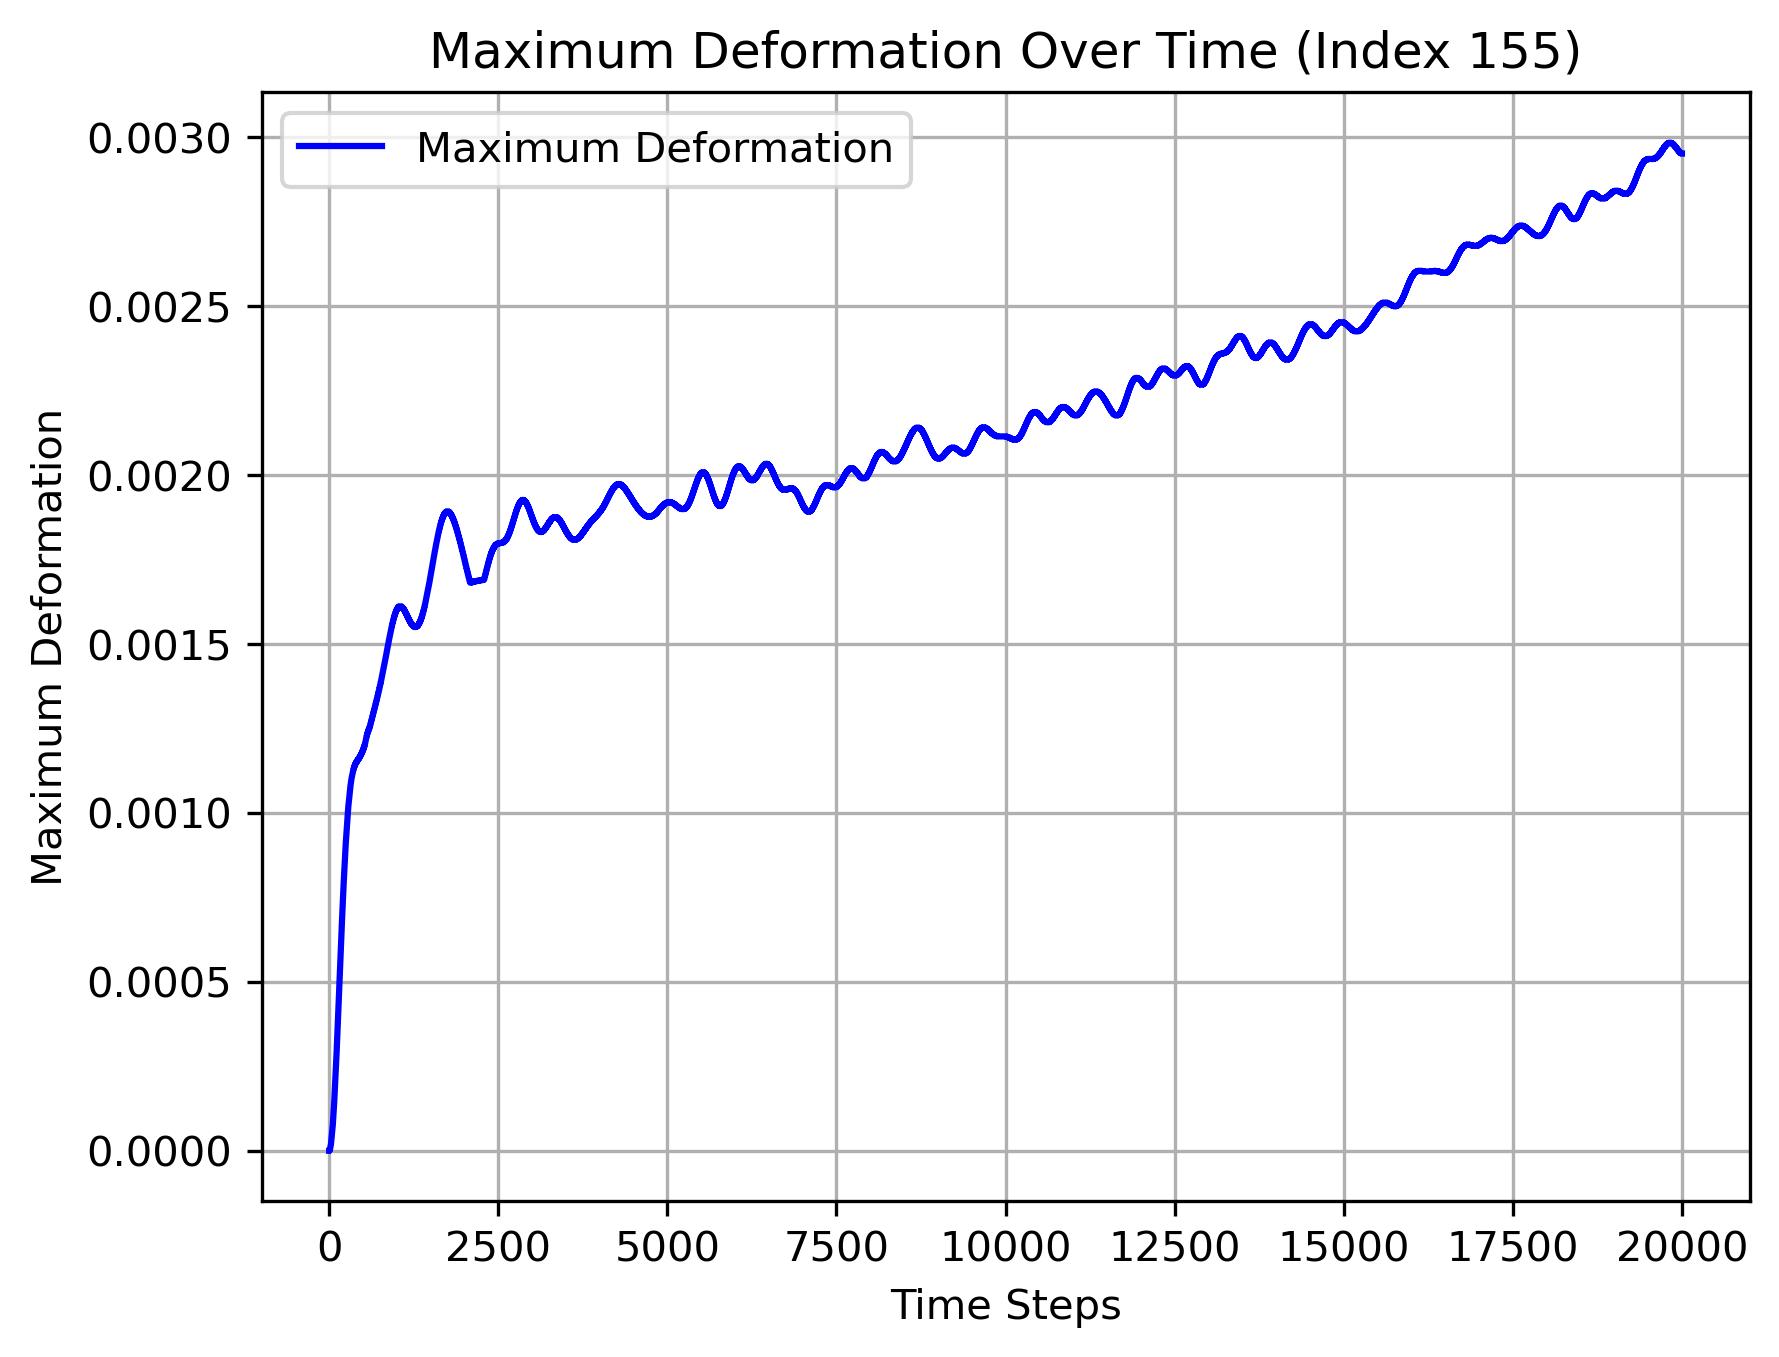 Maximum Deformation Over Time (Index 155)
Maximum Deformation
0.0030
0.0025
0.0020
0.0015
0.0010
0.0005
0.0000
Maximum Deformation
0 2500 5000 7500 10000 12500 15000 17500 20000
Time Steps